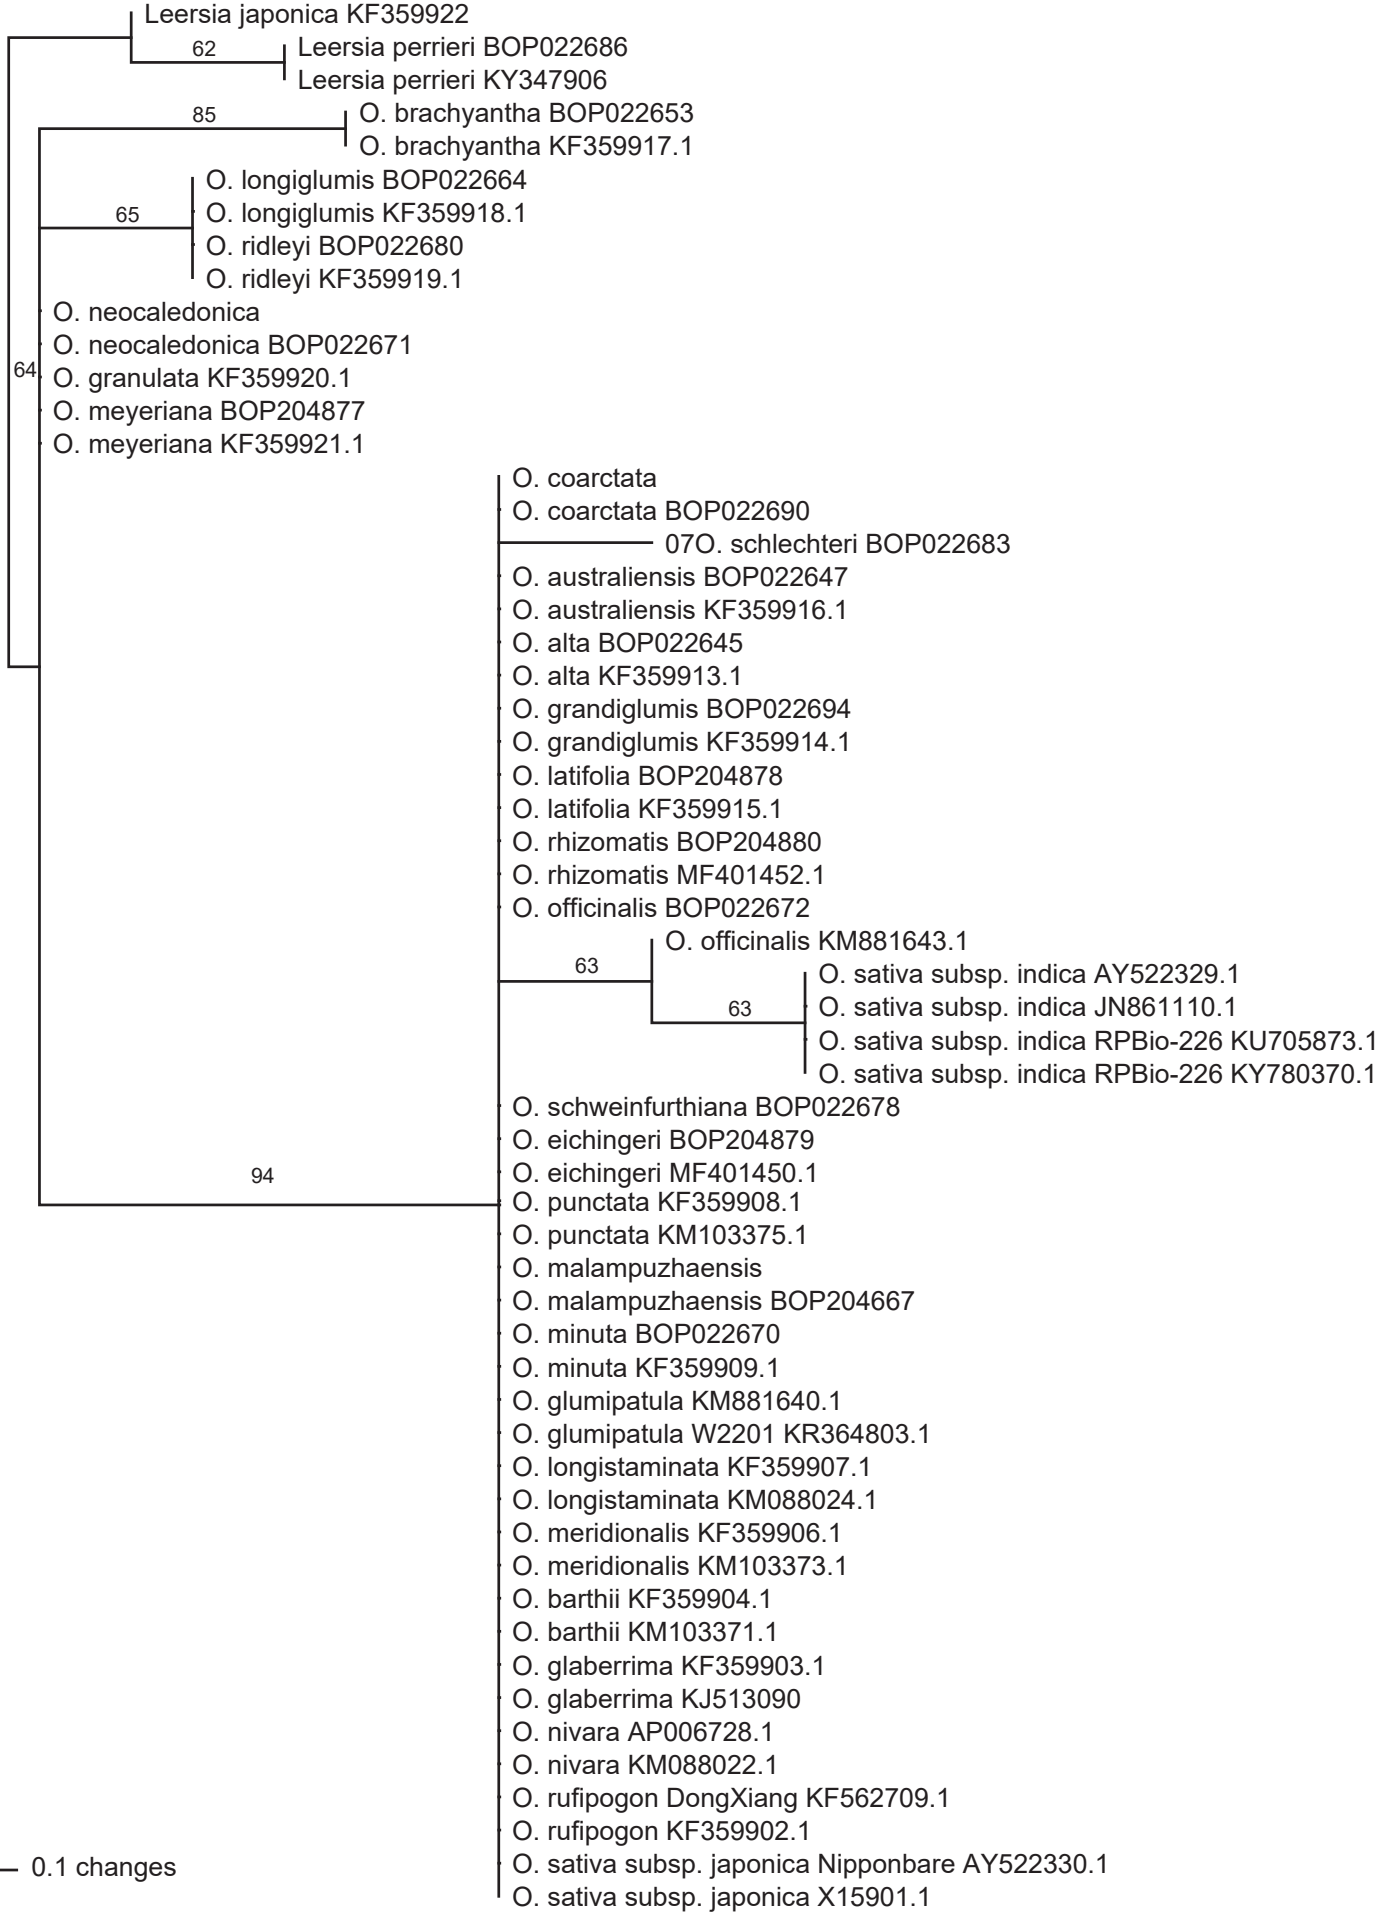 Leersia japonica KF359922
62
Leersia perrieri BOP022686
Leersia perrieri KY347906
85
O. brachyantha BOP022653
O. brachyantha KF359917.1
O. longiglumis BOP022664
65
O. longiglumis KF359918.1
O. ridleyi BOP022680
O. ridleyi KF359919.1
O. neocaledonica
O. neocaledonica BOP022671
64
O. granulata KF359920.1
O. meyeriana BOP204877
O. meyeriana KF359921.1
O. coarctata
O. coarctata BOP022690
07O. schlechteri BOP022683
O. australiensis BOP022647
O. australiensis KF359916.1
O. alta BOP022645
O. alta KF359913.1
O. grandiglumis BOP022694
O. grandiglumis KF359914.1
O. latifolia BOP204878
O. latifolia KF359915.1
O. rhizomatis BOP204880
O. rhizomatis MF401452.1
O. officinalis BOP022672
O. officinalis KM881643.1
63
O. sativa subsp. indica AY522329.1
63
O. sativa subsp. indica JN861110.1
O. sativa subsp. indica RPBio-226 KU705873.1
O. sativa subsp. indica RPBio-226 KY780370.1
O. schweinfurthiana BOP022678
O. eichingeri BOP204879
94
O. eichingeri MF401450.1
O. punctata KF359908.1
O. punctata KM103375.1
O. malampuzhaensis
O. malampuzhaensis BOP204667
O. minuta BOP022670
O. minuta KF359909.1
O. glumipatula KM881640.1
O. glumipatula W2201 KR364803.1
O. longistaminata KF359907.1
O. longistaminata KM088024.1
O. meridionalis KF359906.1
O. meridionalis KM103373.1
O. barthii KF359904.1
O. barthii KM103371.1
O. glaberrima KF359903.1
O. glaberrima KJ513090
O. nivara AP006728.1
O. nivara KM088022.1
O. rufipogon DongXiang KF562709.1
O. rufipogon KF359902.1
O. sativa subsp. japonica Nipponbare AY522330.1
0.1 changes
O. sativa subsp. japonica X15901.1